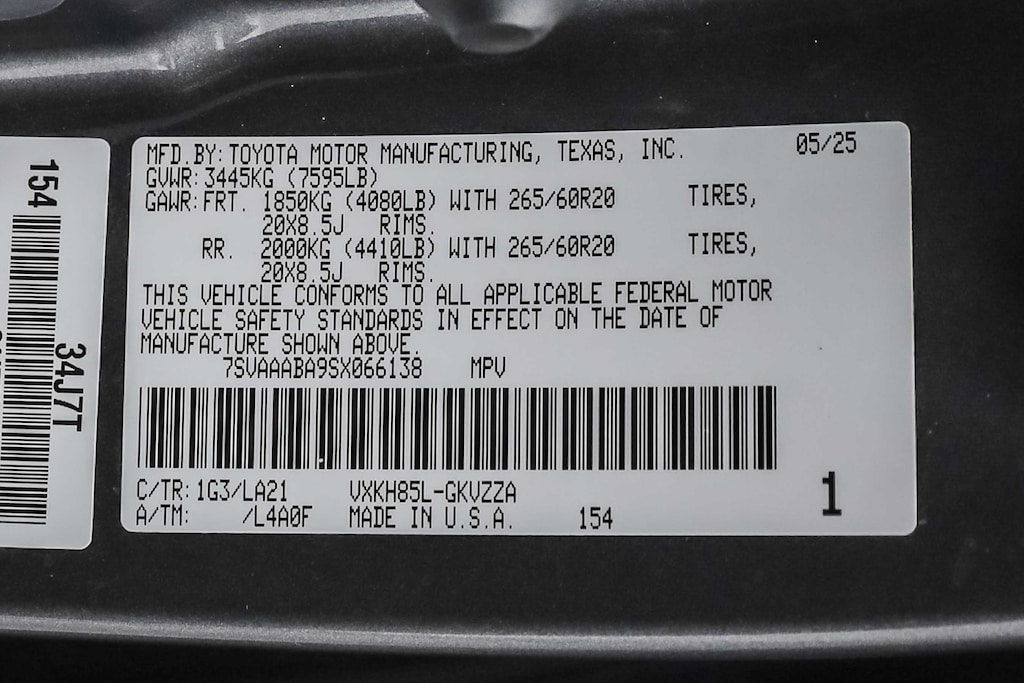 154
34J7T
MFD.BY: TOYOTA MOTOR MANUFACTURING, TEXAS, INC. 05/25
GVWR: 3445KG (7595LB)
GAWR: FRT. 1850KG (4080LB) WITH 265/60R20 TIRES,
20X8.5J RIMS.
RR. 2000KG (4410LB) WITH 265/60R20 TIRES,
20X8.5J RIMS.
THIS VEHICLE CONFORMS TO ALL APPLICABLE FEDERAL MOTOR
VEHICLE SAFETY STANDARDS IN EFFECT ON THE DATE OF
MANUFACTURE SHOWN ABOVE.
7SVAAABA9SX066138 MPV
C/TR: 1G3/LA21 VXKH85L-GKVZZA
A/TM: /L4A0F MADE IN U.S.A. 154
1